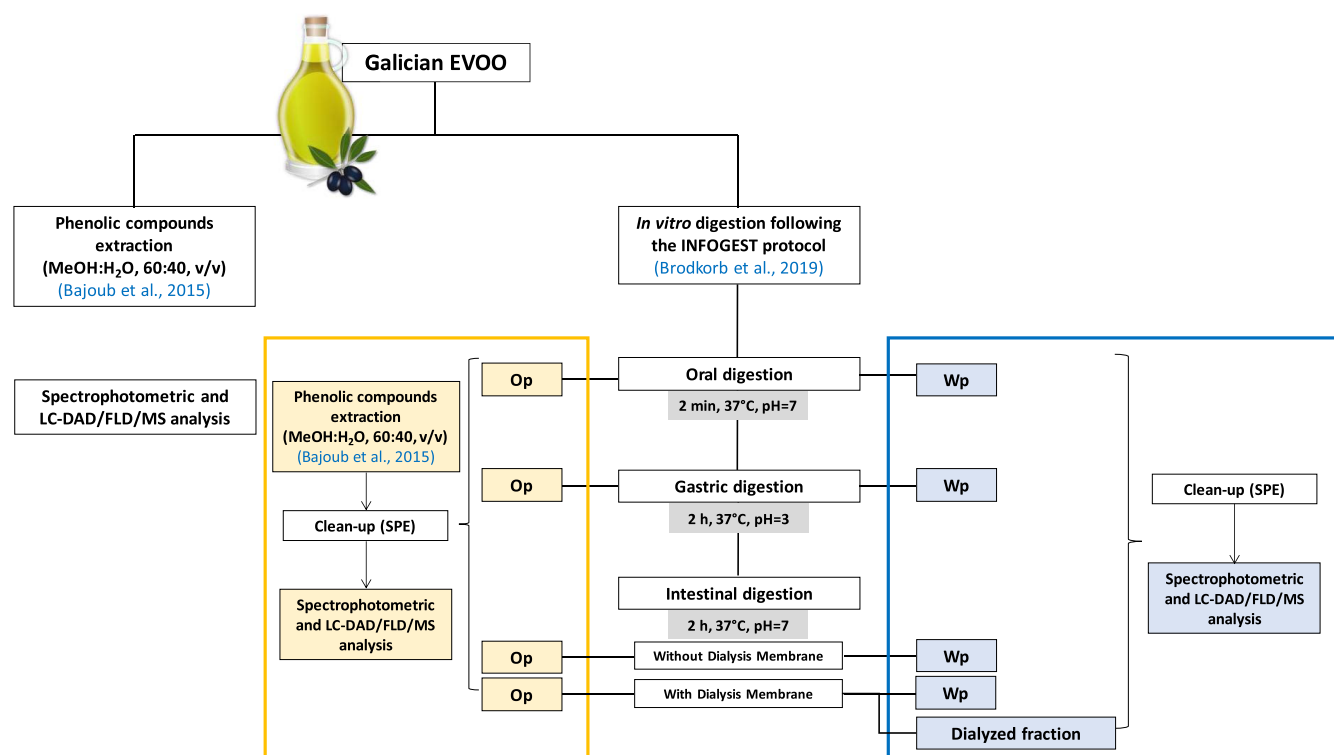 Galician EVOO
Phenolic compounds
extraction
(MeOH:H₂O, 60:40, v/v)
(Bajoub et al., 2015)
In vitro digestion following
the INFOGEST protocol
(Brodkorb et al., 2019)
Spectrophotometric and
LC-DAD/FLD/MS analysis
Phenolic compounds
extraction
(MeOH:H₂O, 60:40, v/v)
(Bajoub et al., 2015)
Clean-up (SPE)
Spectrophotometric
and LC-DAD/FLD/MS
analysis
Op
Oral digestion
Wp
2 min, 37°C, pH=7
Op
Gastric digestion
Wp
2 h, 37°C, pH=3
Intestinal digestion
2 h, 37°C, pH=7
Op
Without Dialysis Membrane
Wp
Op
With Dialysis Membrane
Wp
Dialyzed fraction
Clean-up (SPE)
Spectrophotometric
and LC-DAD/FLD/MS
analysis